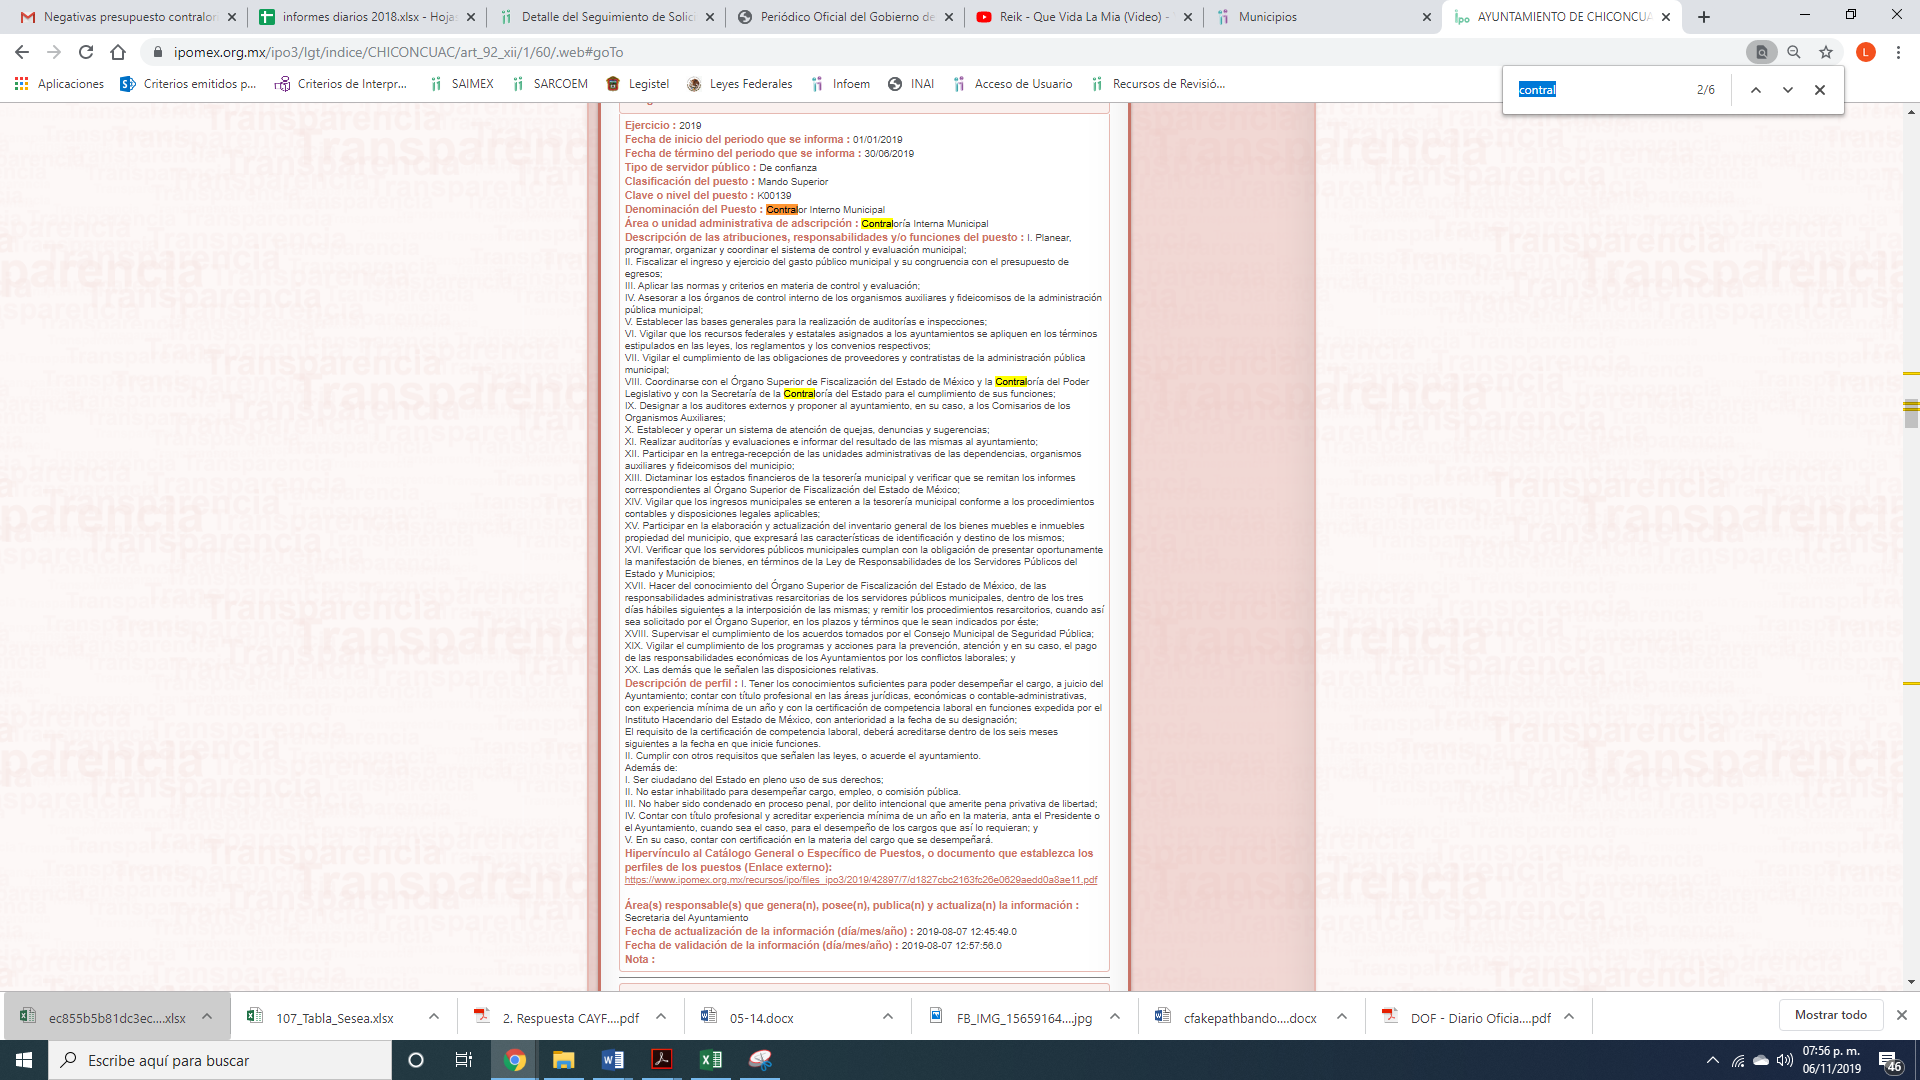 Negativas presupuesto contralor
informes diarios 2018.xlsx - Hoja
Detalle del Seguimiento de Solic
Periódico Oficial del Gobierno de
Reik - Que Vida La Mia (Video) -
Municipios
AYUNTAMIENTO DE CHICONCUA
ipomex.org.mx/ipo3/lgt/indice/CHICONCUAC/art_92_xii/1/60/.web#goTo
Aplicaciones
Criterios emitidos p...
Criterios de Interpr...
SAIMEX
SARCOEM
Legistel
Leyes Federales
Infoem
INAI
Acceso de Usuario
Recursos de Revisió...
contral
2/6
Ejercicio : 2019
Fecha de inicio del periodo que se informa : 01/01/2019
Fecha de término del periodo que se informa : 30/06/2019
Tipo de servidor público : De confianza
Clasificación del puesto : Mando Superior
Clave o nivel del puesto : K00139
Denominación del Puesto : Contralor Interno Municipal
Área o unidad administrativa de adscripción : Contraloría Interna Municipal
Descripción de las atribuciones, responsabilidades y/o funciones del puesto : I. Planear,
programar, organizar y coordinar el sistema de control y evaluación municipal;
II. Fiscalizar el ingreso y ejercicio del gasto público municipal y su congruencia con el presupuesto de
egresos;
III. Aplicar las normas y criterios en materia de control y evaluación;
IV. Asesorar a los órganos de control interno de los organismos auxiliares y fideicomisos de la administración
pública municipal;
V. Establecer las bases generales para la realización de auditorías e inspecciones;
VI. Vigilar que los recursos federales y estatales asignados a los ayuntamientos se apliquen en los términos
estipulados en las leyes, los reglamentos y los convenios respectivos;
VII. Vigilar el cumplimiento de las obligaciones de proveedores y contratistas de la administración pública
municipal;
VIII. Coordinarse con el Órgano Superior de Fiscalización del Estado de México y la Contraloría del Poder
Legislativo y con la Secretaría de la Contraloría del Estado para el cumplimiento de sus funciones;
IX. Designar a los auditores externos y proponer al ayuntamiento, en su caso, a los Comisarios de los
Organismos Auxiliares;
X. Establecer y operar un sistema de atención de quejas, denuncias y sugerencias;
XI. Realizar auditorías y evaluaciones e informar del resultado de las mismas al ayuntamiento;
XII. Participar en la entrega-recepción de las unidades administrativas de las dependencias, organismos
auxiliares y fideicomisos del municipio;
XIII. Dictaminar los estados financieros de la tesorería municipal y verificar que se remitan los informes
correspondientes al Órgano Superior de Fiscalización del Estado de México;
XIV. Vigilar que los ingresos municipales se enteren a la tesorería municipal conforme a los procedimientos
contables y disposiciones legales aplicables;
XV. Participar en la elaboración y actualización del inventario general de los bienes muebles e inmuebles
propiedad del municipio, que expresará las características de identificación y destino de los mismos;
XVI. Verificar que los servidores públicos municipales cumplan con la obligación de presentar oportunamente
la manifestación de bienes, en términos de la Ley de Responsabilidades de los Servidores Públicos del
Estado y Municipios;
XVII. Hacer del conocimiento del Órgano Superior de Fiscalización del Estado de México, de las
responsabilidades administrativas resarcitorias de los servidores públicos municipales, dentro de los tres
días hábiles siguientes a la interposición de las mismas; y remitir los procedimientos resarcitorios, cuando así
sea solicitado por el Órgano Superior, en los plazos y términos que le sean indicados por éste;
XVIII. Supervisar el cumplimiento de los acuerdos tomados por el Consejo Municipal de Seguridad Pública;
XIX. Vigilar el cumplimiento de los programas y acciones para la prevención, atención y en su caso, el pago
de las responsabilidades económicas de los Ayuntamientos por los conflictos laborales; y
XX. Las demás que le señalen las disposiciones relativas.
Descripción de perfil : I. Tener los conocimientos suficientes para poder desempeñar el cargo, a juicio del
Ayuntamiento; contar con título profesional en las áreas jurídicas, económicas o contable-administrativas,
con experiencia mínima de un año y con la certificación de competencia laboral en funciones expedida por el
Instituto Hacendario del Estado de México, con anterioridad a la fecha de su designación;
El requisito de la certificación de competencia laboral, deberá acreditarse dentro de los seis meses
siguientes a la fecha en que inicie funciones.
II. Cumplir con otros requisitos que señalen las leyes, o acuerde el ayuntamiento.
Además de:
I. Ser ciudadano del Estado en pleno uso de sus derechos;
II. No estar inhabilitado para desempeñar cargo, empleo, o comisión pública.
III. No haber sido condenado en proceso penal, por delito intencional que amerite pena privativa de libertad;
IV. Contar con título profesional y acreditar experiencia mínima de un año en la materia, anta el Presidente o
el Ayuntamiento, cuando sea el caso, para el desempeño de los cargos que así lo requieran; y
V. En su caso, contar con certificación en la materia del cargo que se desempeñará.
Hipervínculo al Catálogo General o Específico de Puestos, o documento que establezca los
perfiles de los puestos (Enlace externo):
https://www.ipomex.org.mx/recursos/ipo/files_ipo3/2019/42897/7/d1827cbc2163fc26e0629aedd0a8ae11.pdf
Área(s) responsable(s) que genera(n), posee(n), publica(n) y actualiza(n) la información :
Secretaria del Ayuntamiento
Fecha de actualización de la información (día/mes/año) : 2019-08-07 12:45:49.0
Fecha de validación de la información (día/mes/año) : 2019-08-07 12:57:56.0
Nota :
ec855b5b81dc3ec....xlsx
107_Tabla_Sesea.xlsx
2. Respuesta CAYF....pdf
05-14.docx
FB_IMG_15659164....jpg
cfakepathbando....docx
DOF - Diario Oficia....pdf
Mostrar todo
Escribe aquí para buscar
07:56 p. m.
06/11/2019
46